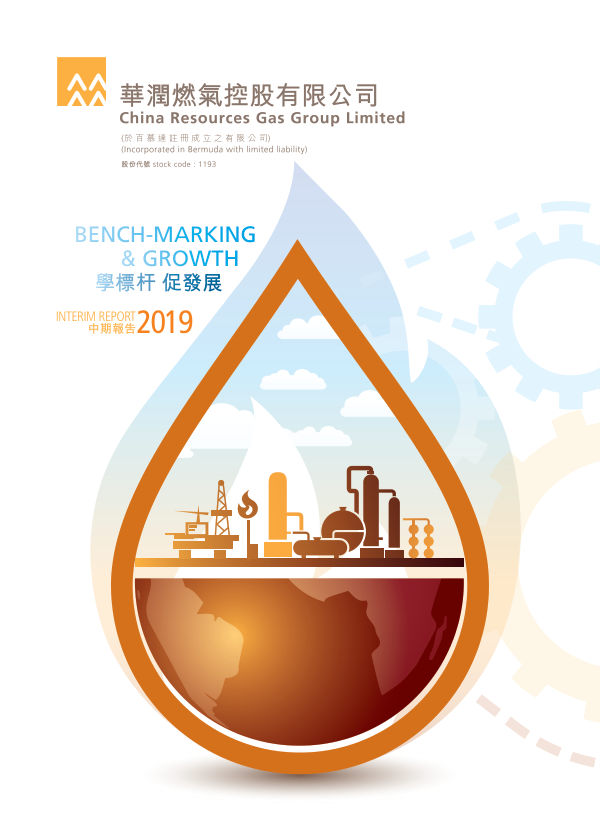 華潤燃氣控股有限公司
China Resources Gas Group Limited
(於百慕達註冊成立之有限公司)
(Incorporated in Bermuda with limited liability)
股份代號 stock code : 1193
BENCH-MARKING
& GROWTH
學標杆 促發展
INTERIM REPORT
中期報告 2019